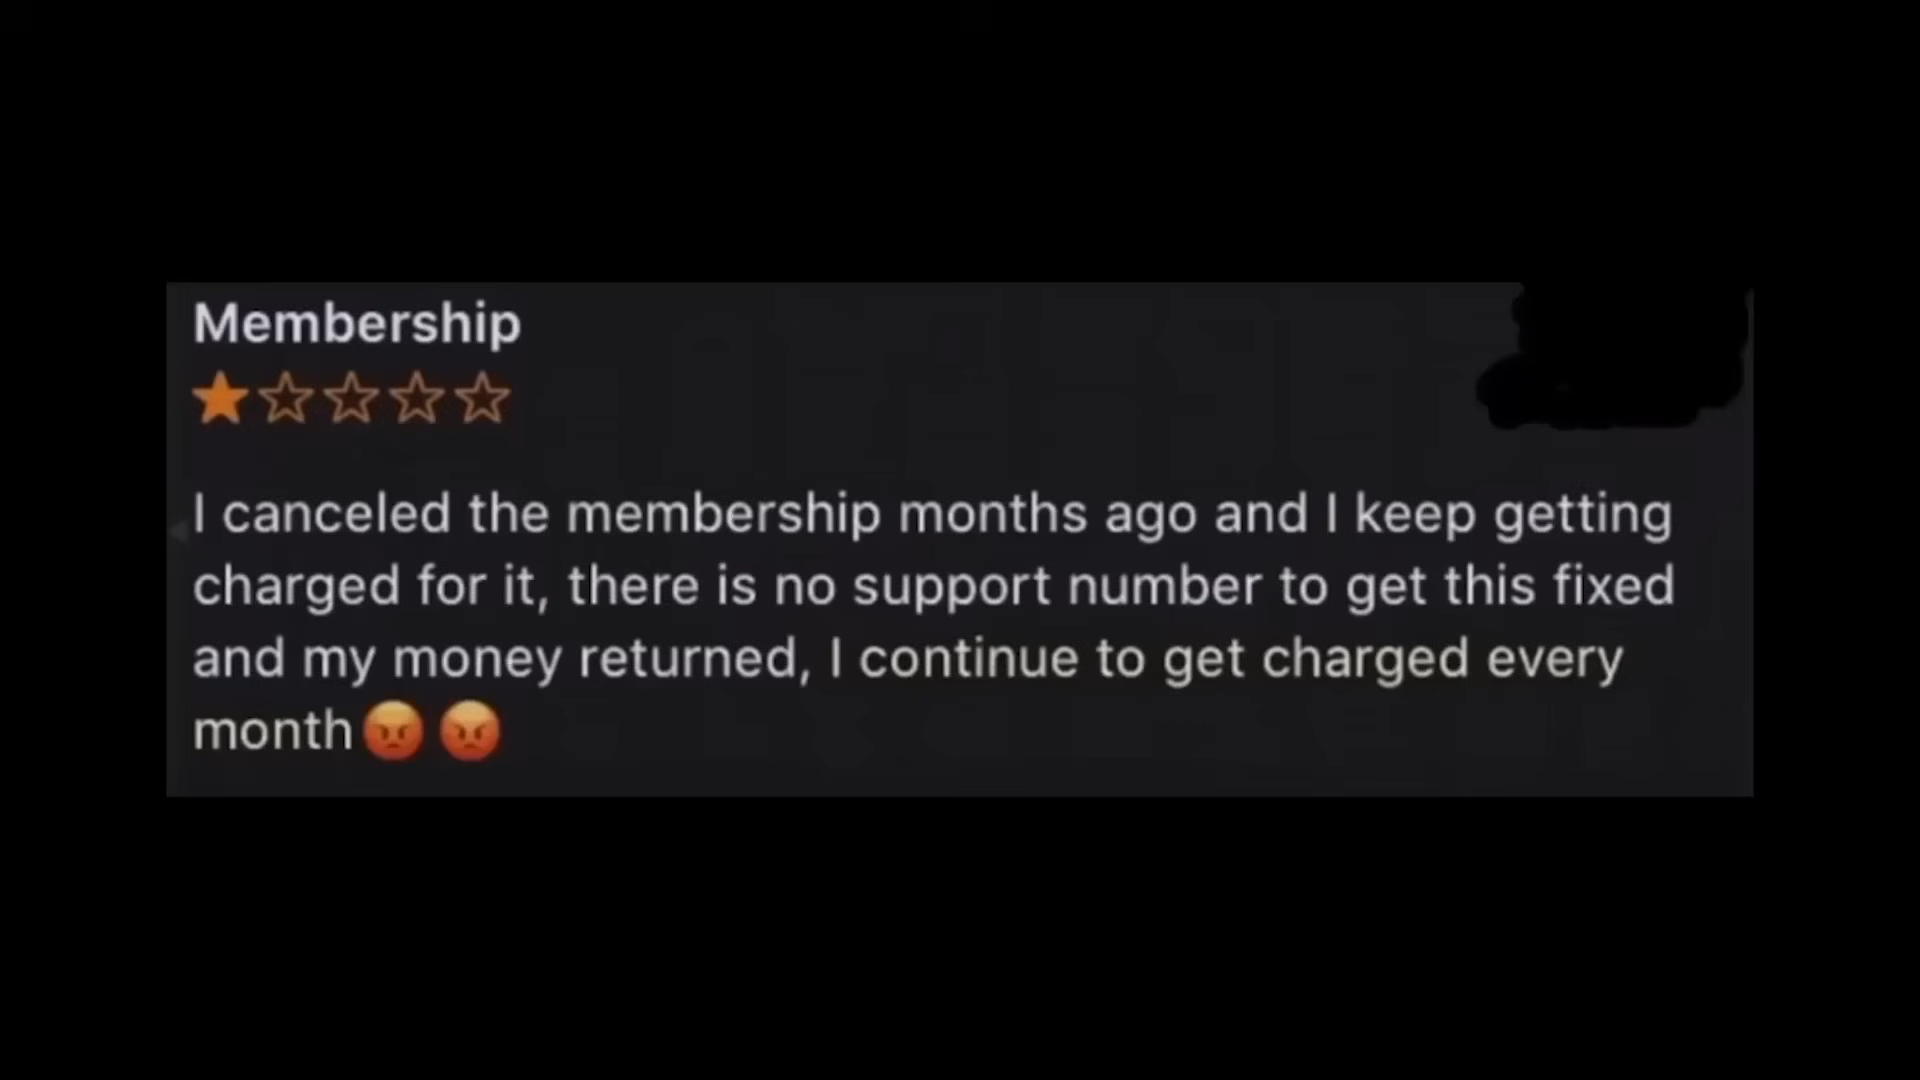 Membership
I canceled the membership months ago and I keep getting
charged for it, there is no support number to get this fixed
and my money returned, I continue to get charged every
month😡 😡